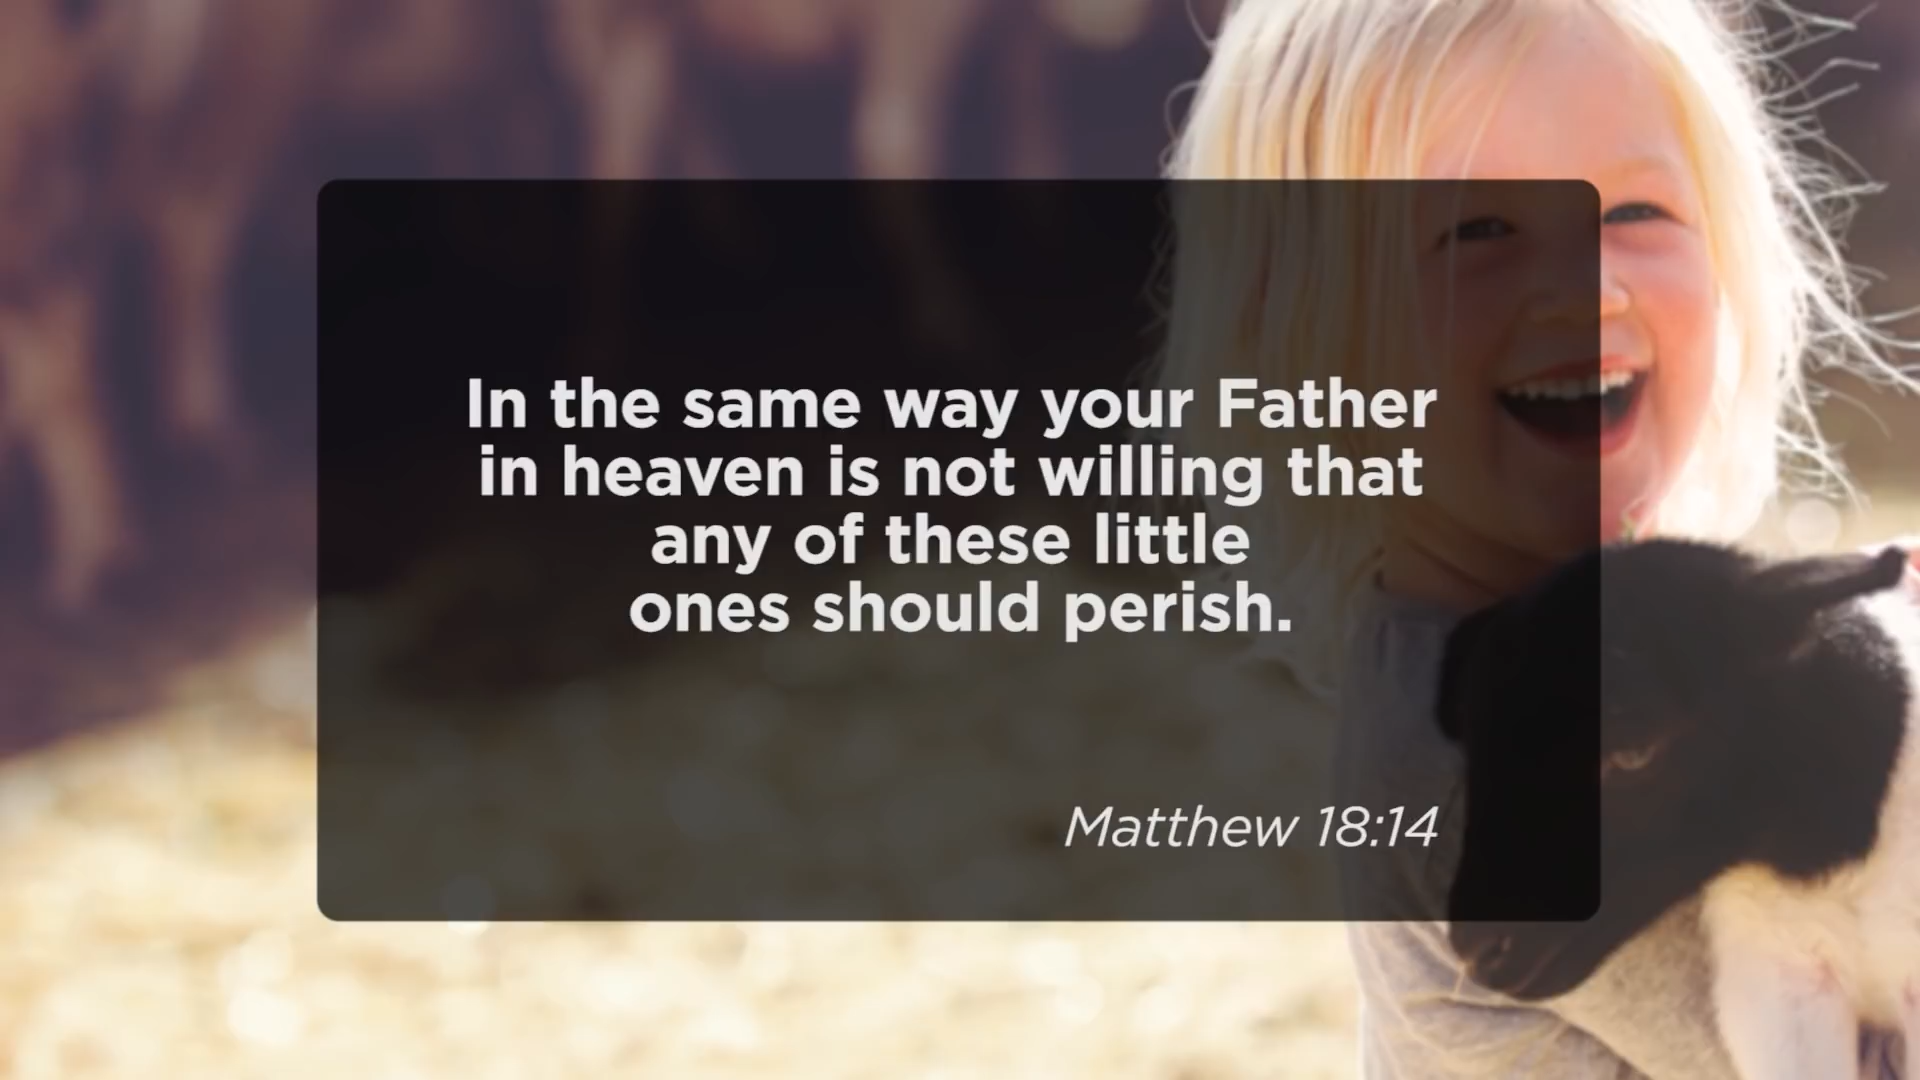 In the same way your Father
in heaven is not willing that
any of these little
ones should perish.
Matthew 18:14